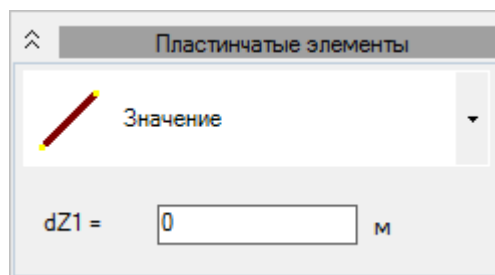 Пластинчатые элементы
Значение
dZ1 = 0 м